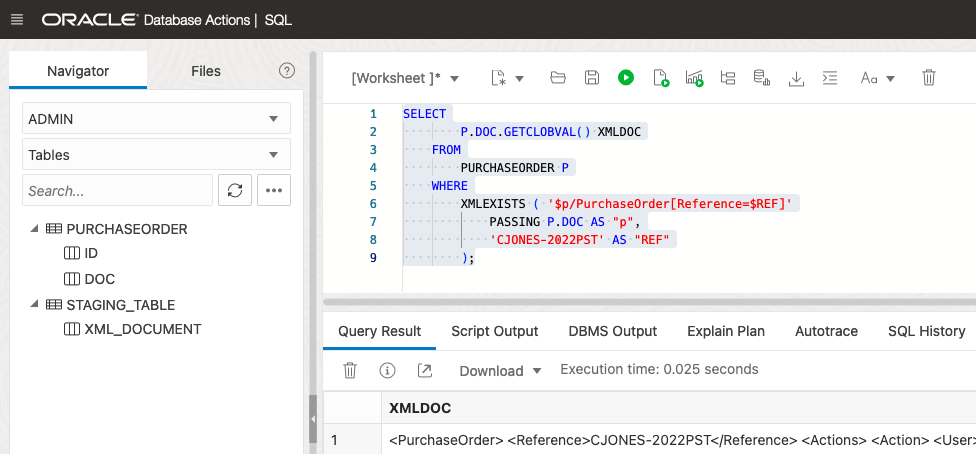 ORACLE Database Actions | SQL
Navigator
Files
ADMIN
Tables
Search...
PURCHASEORDER
ID
DOC
STAGING_TABLE
XML_DOCUMENT
[Worksheet ]*
Aa
1 SELECT
2 P.DOC.GETCLOBVAL() XMLDOC
3 FROM
4 PURCHASEORDER P
5 WHERE
6 XMLEXISTS ( '$p/PurchaseOrder[Reference=$REF]'
7 PASSING P.DOC AS "p",
8 'CJONES-2022PST' AS "REF"
9 );
Query Result Script Output DBMS Output Explain Plan Autotrace SQL History
Download Execution time: 0.025 seconds
XMLDOC
1 <PurchaseOrder> <Reference>CJONES-2022PST</Reference> <Actions> <Action> <User>